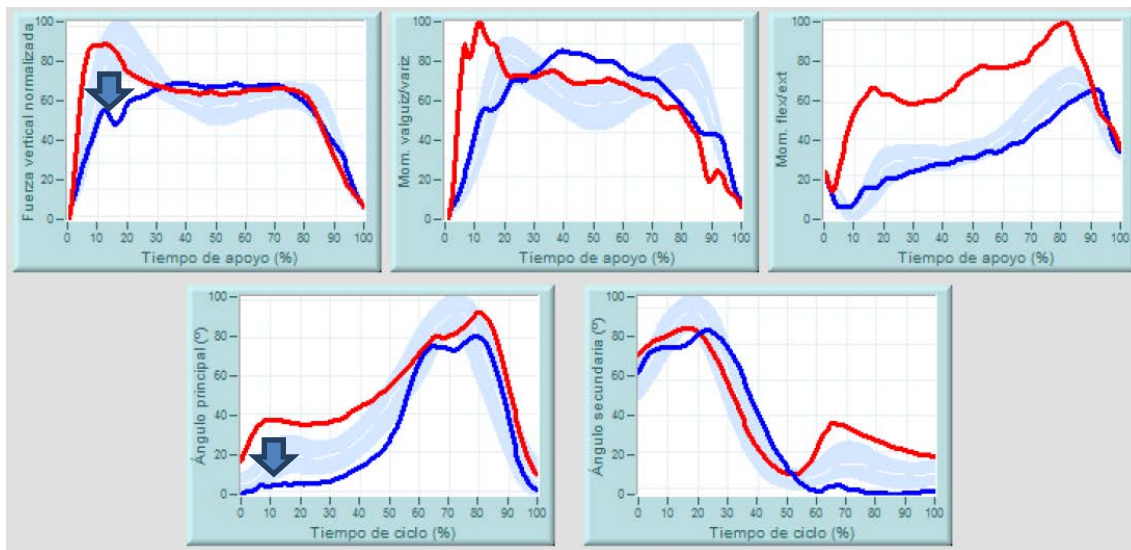 Fuerza vertical normalizada
100
80
60
40
20
0
0 10 20 30 40 50 60 70 80 90 100
Tiempo de apoyo (%)
Mom. valguiz/variz
100
80
60
40
20
0
0 10 20 30 40 50 60 70 80 90 100
Tiempo de apoyo (%)
Mom. flex/ext
100
80
60
40
20
0
0 10 20 30 40 50 60 70 80 90 100
Tiempo de apoyo (%)
Ángulo principal (º)
100
80
60
40
20
0
0 10 20 30 40 50 60 70 80 90 100
Tiempo de ciclo (%)
Ángulo secundaria (º)
100
80
60
40
20
0
0 10 20 30 40 50 60 70 80 90 100
Tiempo de ciclo (%)